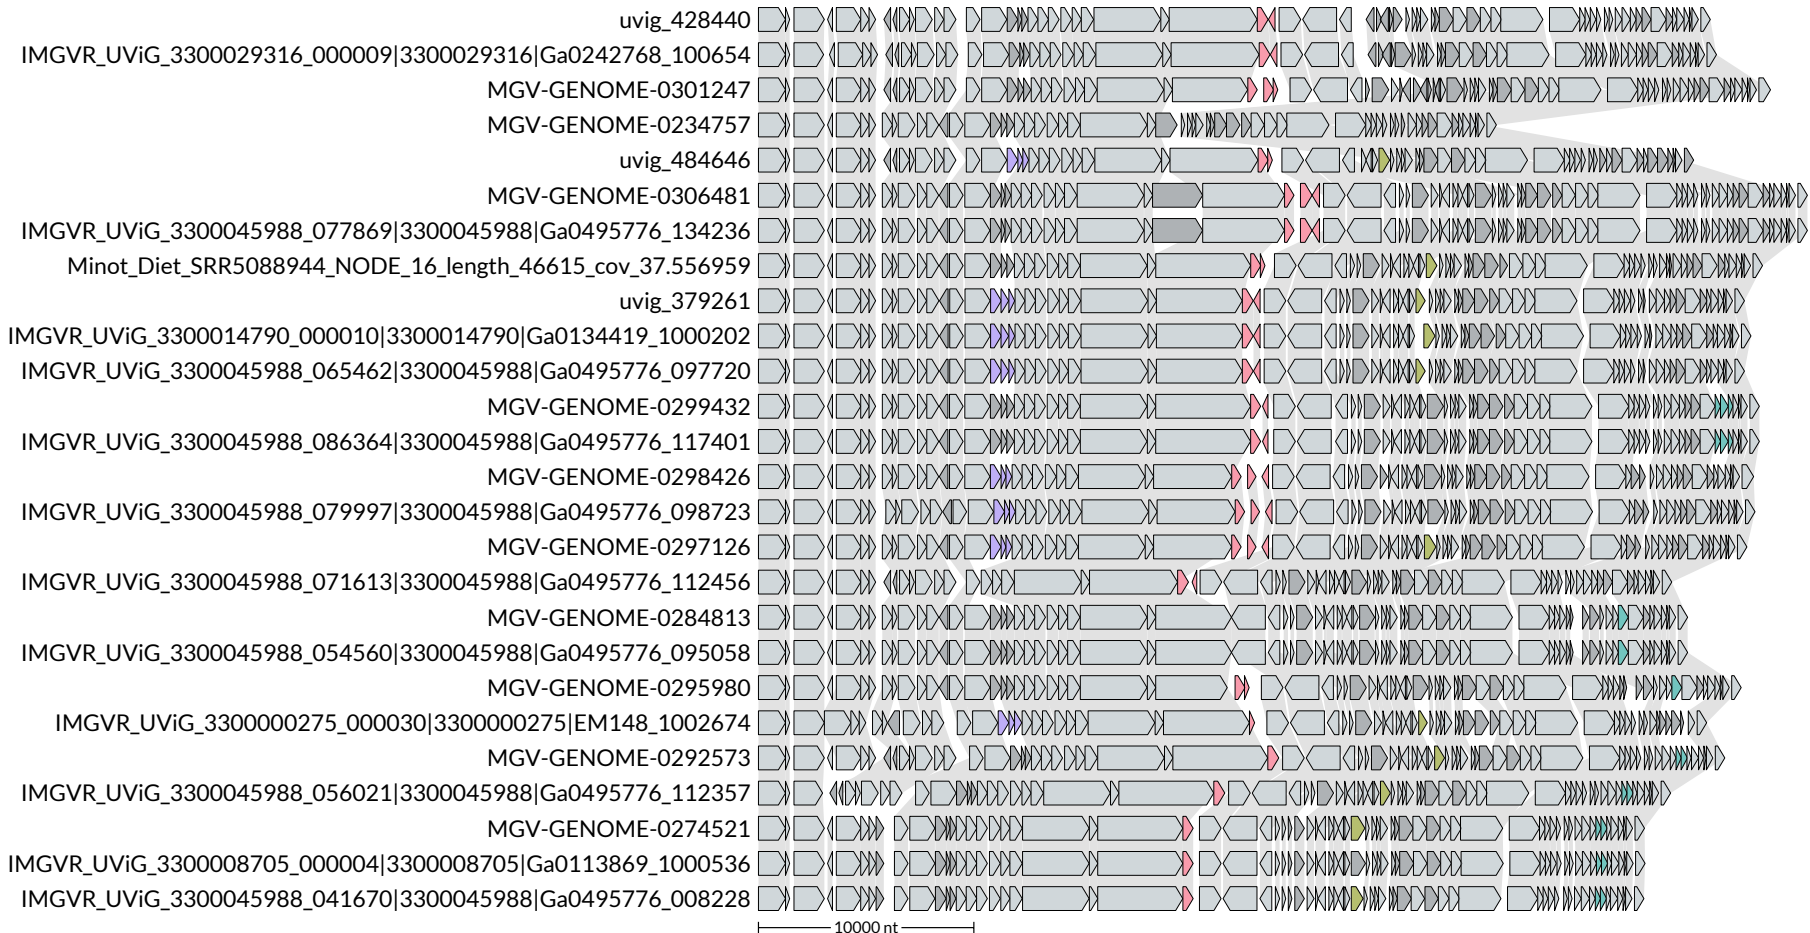 uvig_428440
IMGVR_UViG_3300029316_000009|3300029316|Ga0242768_100654
MGV-GENOME-0301247
MGV-GENOME-0234757
uvig_484646
MGV-GENOME-0306481
IMGVR_UViG_3300045988_077869|3300045988|Ga0495776_134236
Minot_Diet_SRR5088944_NODE_16_length_46615_cov_37.556959
uvig_379261
IMGVR_UViG_3300014790_000010|3300014790|Ga0134419_1000202
IMGVR_UViG_3300045988_065462|3300045988|Ga0495776_097720
MGV-GENOME-0299432
IMGVR_UViG_3300045988_086364|3300045988|Ga0495776_117401
MGV-GENOME-0298426
IMGVR_UViG_3300045988_079997|3300045988|Ga0495776_098723
MGV-GENOME-0297126
IMGVR_UViG_3300045988_071613|3300045988|Ga0495776_112456
MGV-GENOME-0284813
IMGVR_UViG_3300045988_054560|3300045988|Ga0495776_095058
MGV-GENOME-0295980
IMGVR_UViG_3300000275_000030|3300000275|EM148_1002674
MGV-GENOME-0292573
IMGVR_UViG_3300045988_056021|3300045988|Ga0495776_112357
MGV-GENOME-0274521
IMGVR_UViG_3300008705_000004|3300008705|Ga0113869_1000536
IMGVR_UViG_3300045988_041670|3300045988|Ga0495776_008228
10000 nt